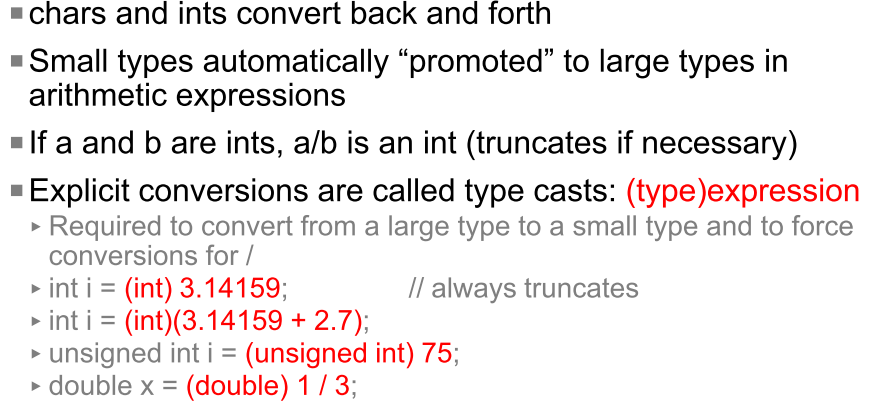 chars and ints convert back and forth
Small types automatically “promoted” to large types in
arithmetic expressions
If a and b are ints, a/b is an int (truncates if necessary)
Explicit conversions are called type casts: (type)expression
Required to convert from a large type to a small type and to force
conversions for /
int i = (int) 3.14159; // always truncates
int i = (int)(3.14159 + 2.7);
unsigned int i = (unsigned int) 75;
double x = (double) 1 / 3;